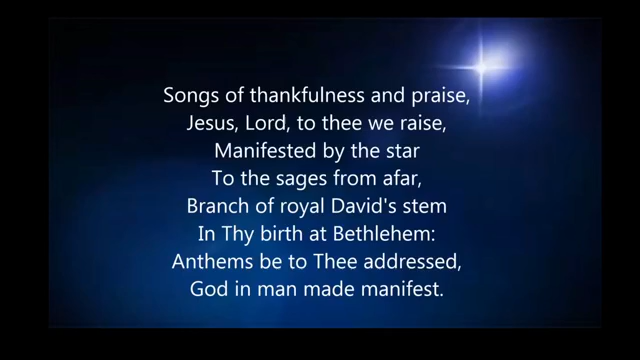 Songs of thankfulness and praise,
Jesus, Lord, to thee we raise,
Manifested by the star
To the sages from afar,
Branch of royal David's stem
In Thy birth at Bethlehem:
Anthems be to Thee addressed,
God in man made manifest.